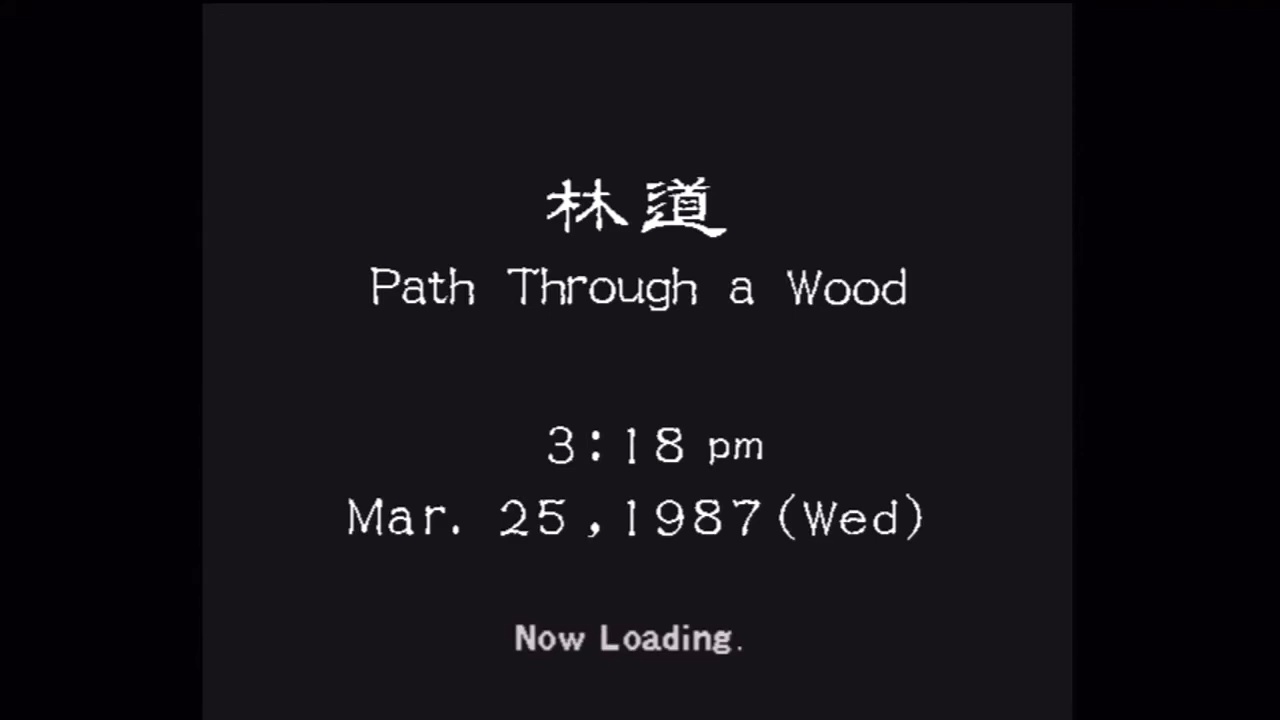 林道
Path Through a Wood
3:18 pm
Mar. 25,1987(Wed)
Now Loading.